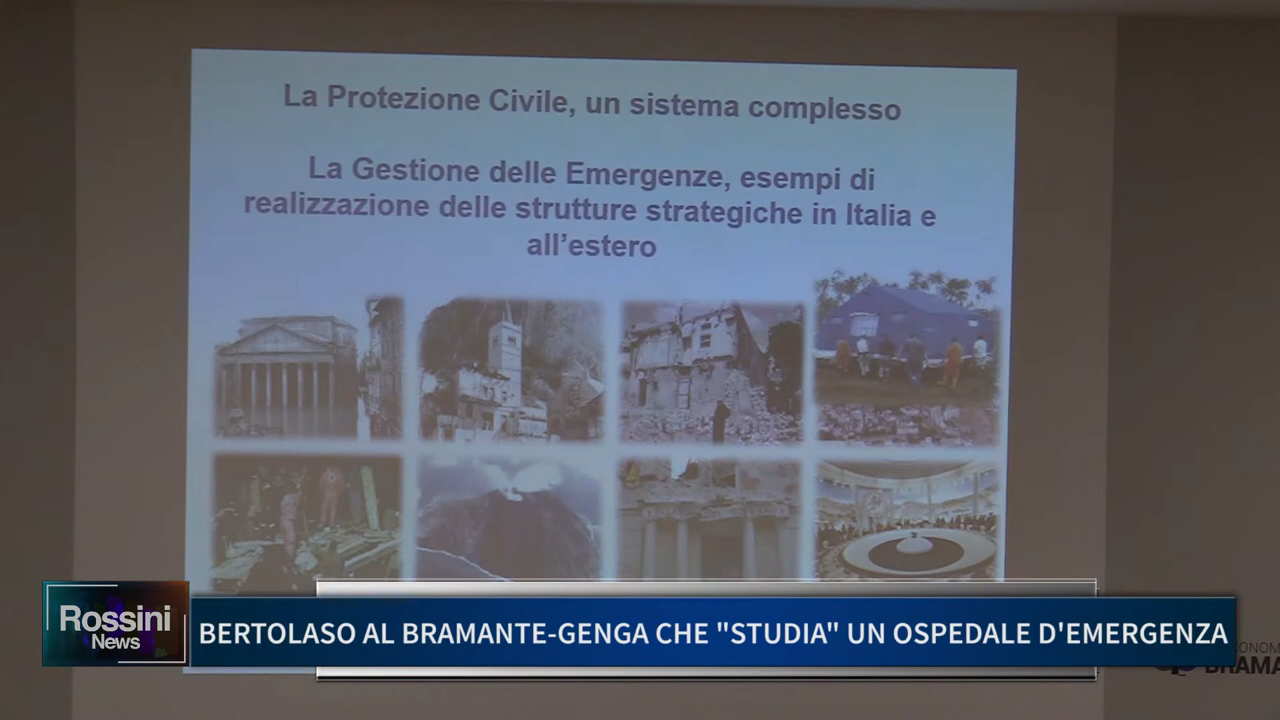 La Protezione Civile, un sistema complesso
La Gestione delle Emergenze, esempi di
realizzazione delle strutture strategiche in Italia e
all'estero
Rossini
News
BERTOLASO AL BRAMANTE-GENGA CHE "STUDIA" UN OSPEDALE D'EMERGENZA